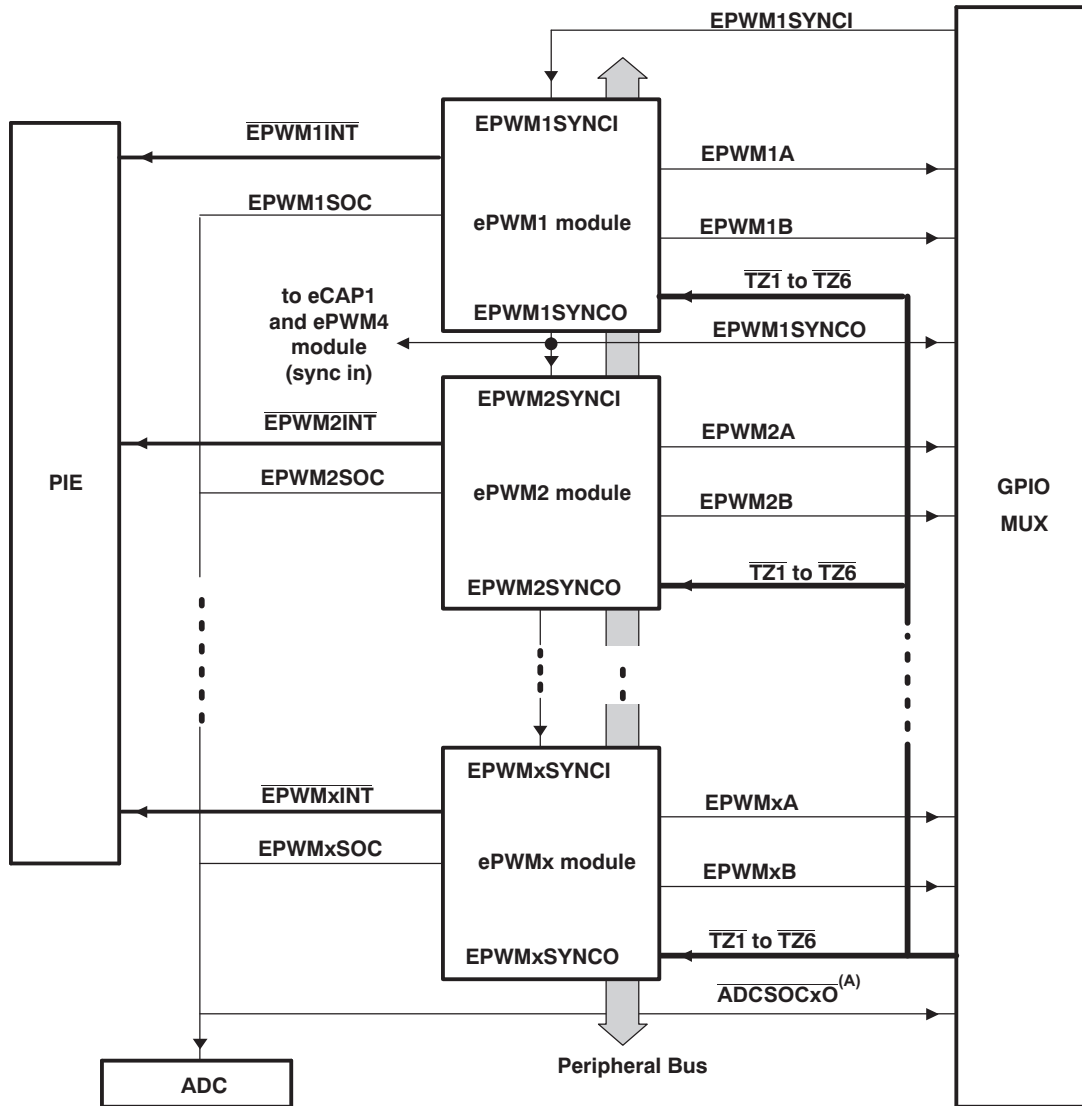 EPWM1SYNCI
EPWM1INT
EPWM1SYNCI
EPWM1A
EPWM1SOC
ePWM1 module
EPWM1B
TZ1 to TZ6
to eCAP1
and ePWM4
module
(sync in)
EPWM1SYNCO
EPWM1SYNCO
EPWM2SYNCI
EPWM2INT
EPWM2A
PIE
EPWM2SOC
ePWM2 module
EPWM2B
GPIO
MUX
TZ1 to TZ6
EPWM2SYNCO
EPWMxSYNCI
EPWMxINT
EPWMxA
EPWMxSOC
ePWMx module
EPWMxB
TZ1 to TZ6
EPWMxSYNCO
ADCSOCxO(A)
Peripheral Bus
ADC